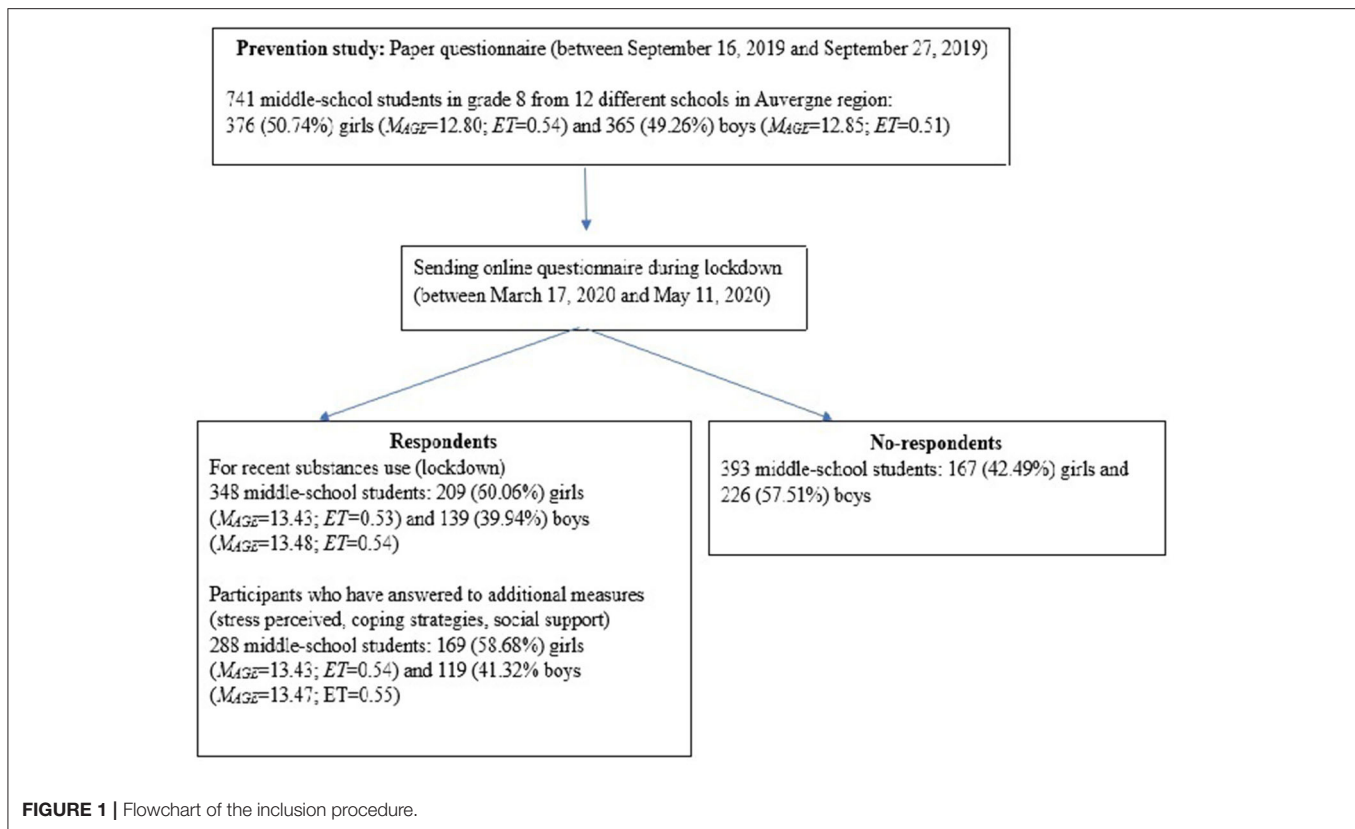 Prevention study: Paper questionnaire (between September 16, 2019 and September 27, 2019)
741 middle-school students in grade 8 from 12 different schools in Auvergne region:
376 (50.74%) girls (MAGE=12.80; ET=0.54) and 365 (49.26%) boys (MAGE=12.85; ET=0.51)
Sending online questionnaire during lockdown
(between March 17, 2020 and May 11, 2020)
Respondents
For recent substances use (lockdown)
348 middle-school students: 209 (60.06%) girls
(MAGE=13.43; ET=0.53) and 139 (39.94%) boys
(MAGE=13.48; ET=0.54)
Participants who have answered to additional measures
(stress perceived, coping strategies, social support)
288 middle-school students: 169 (58.68%) girls
(MAGE=13.43; ET=0.54) and 119 (41.32% boys
(MAGE=13.47; ET=0.55)
No-respondents
393 middle-school students: 167 (42.49%) girls and
226 (57.51%) boys
FIGURE 1 | Flowchart of the inclusion procedure.